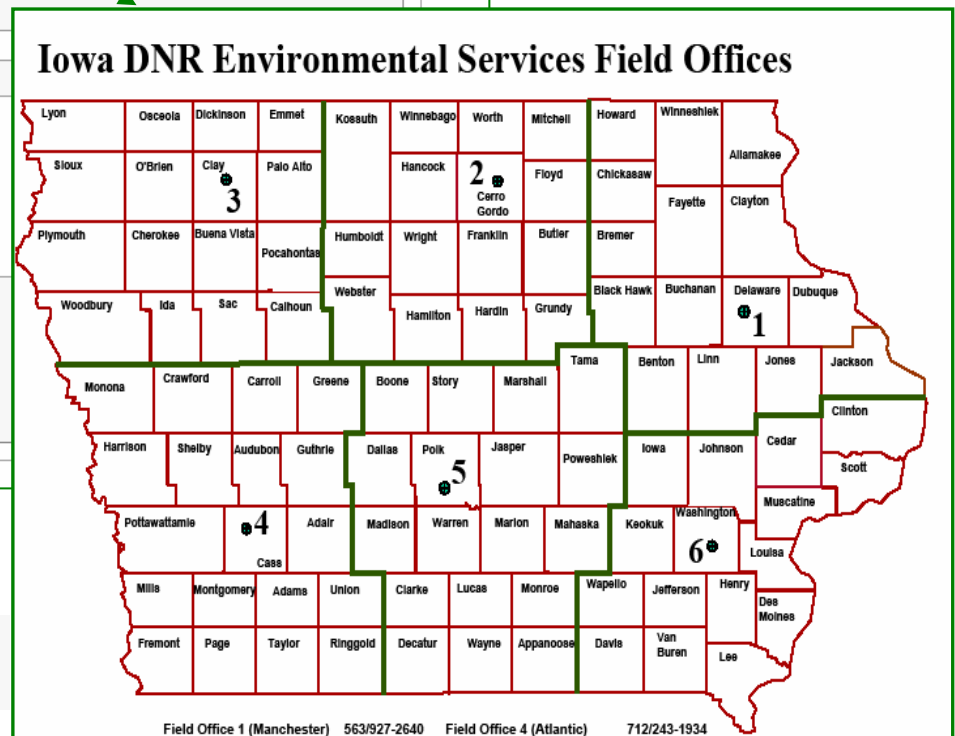 Iowa DNR Environmental Services Field Offices
Lyon Osceola Dickinson Emmet Kossuth Winnebago Worth Mitchell Howard Winneshiek Allamakee
Sioux O'Brien Clay Palo Alto Hancock 2 Cerro Gordo Floyd Chickasaw Fayette Clayton
3
Plymouth Cherokee Buena Vista Pocahontas Humboldt Wright Franklin Butler Bremer
Woodbury Ida Sac Calhoun Webster Hamilton Hardin Grundy Black Hawk Buchanan Delaware Dubuque
1
Monona Crawford Carroll Greene Boone Story Marshall Tama Benton Linn Jones Jackson
Harrison Shelby Audubon Guthrie Dallas Polk Jasper Poweshiek Iowa Johnson Cedar Clinton
5 Scott
Pottawattamie 4 Cass Adair Madison Warren Marion Mahaska Keokuk Washington Muscatine
6 Louisa
Mills Montgomery Adams Union Clarke Lucas Monroe Wapello Jefferson Henry Des Moines
Fremont Page Taylor Ringgold Decatur Wayne Appanoose Davis Van Buren Lee
Field Office 1 (Manchester) 563/927-2640 Field Office 4 (Atlantic) 712/243-1934